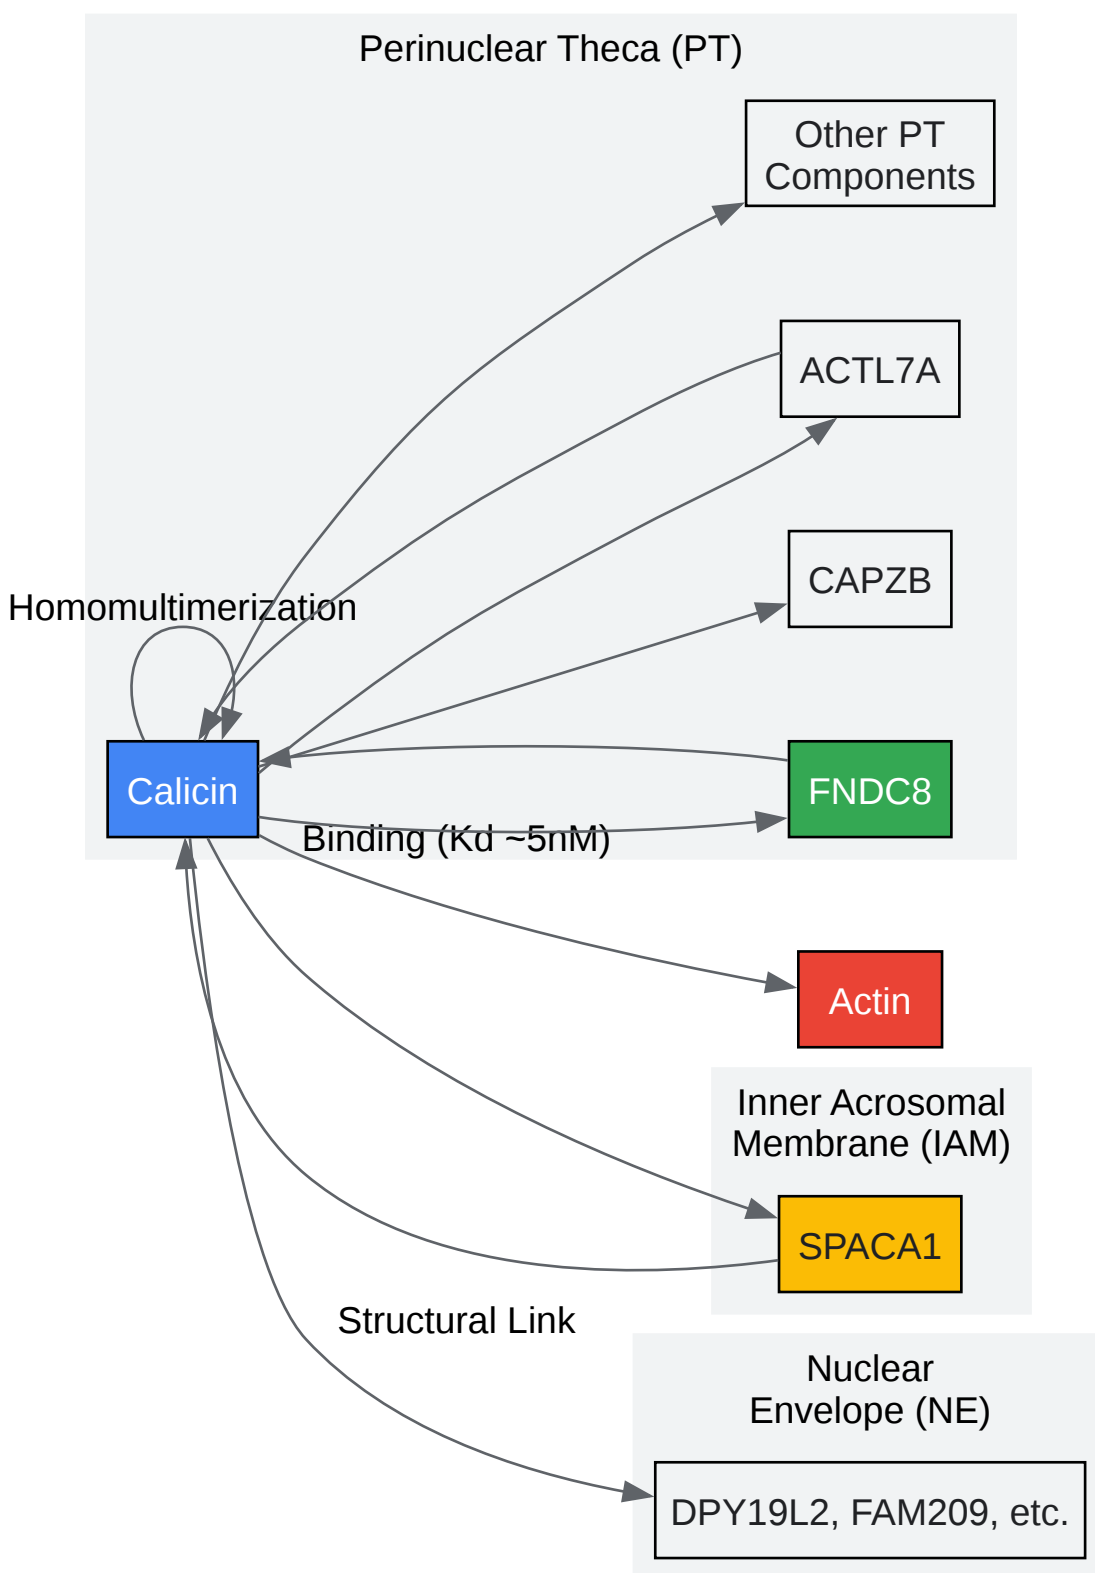 Perinuclear Theca (PT)
Other PT
Components
ACTL7A
CAPZB
Homomultimerization
Calicin
FNDC8
Binding (Kd ~5nM)
Actin
Inner Acrosomal
Membrane (IAM)
SPACA1
Structural Link
Nuclear
Envelope (NE)
DPY19L2, FAM209, etc.